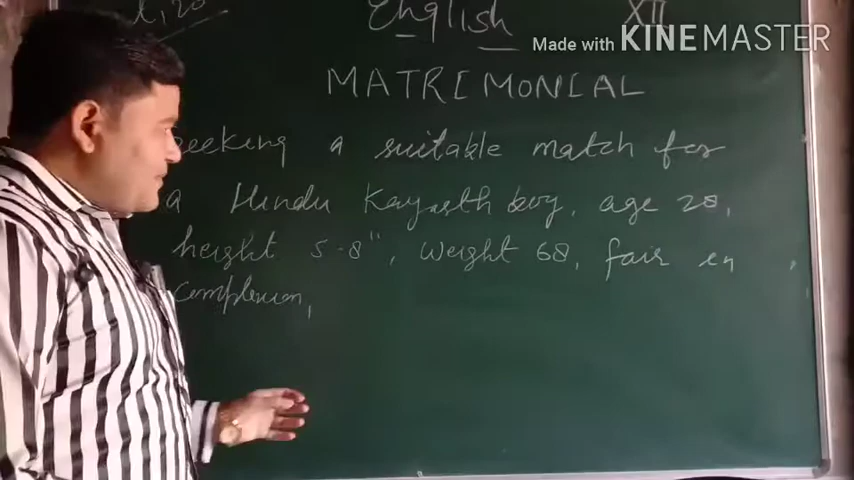 English XII
Made with KINEMASTER
MATREMONEAL
seeking a suitable match for
a Hindu Kayasth boy, age 28,
height 5-8", weight 68, fair en
complexion,